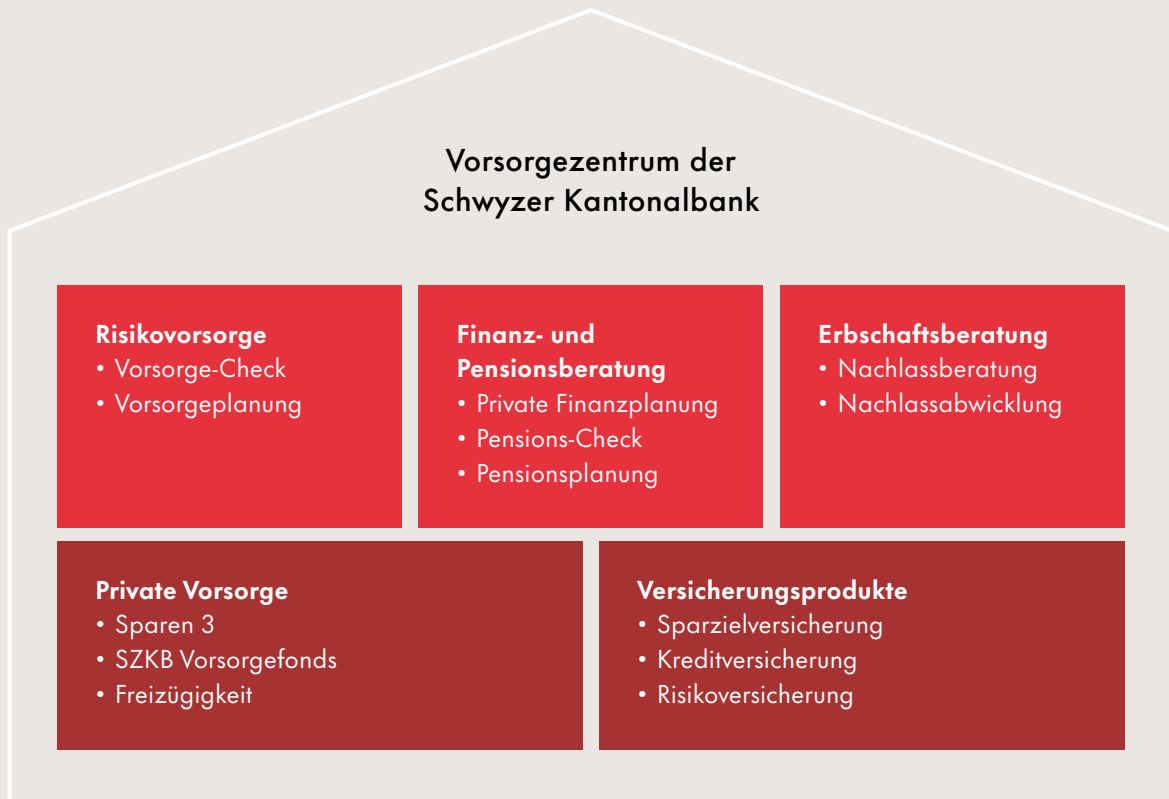 Vorsorgezentrum der
Schwyzer Kantonalbank
Risikovorsorge
• Vorsorge-Check
• Vorsorgeplanung
Finanz- und
Pensionsberatung
• Private Finanzplanung
• Pensions-Check
• Pensionsplanung
Erbschaftsberatung
• Nachlassberatung
• Nachlassabwicklung
Private Vorsorge
• Sparen 3
• SZKB Vorsorgefonds
• Freizügigkeit
Versicherungsprodukte
• Sparzielversicherung
• Kreditversicherung
• Risikoversicherung